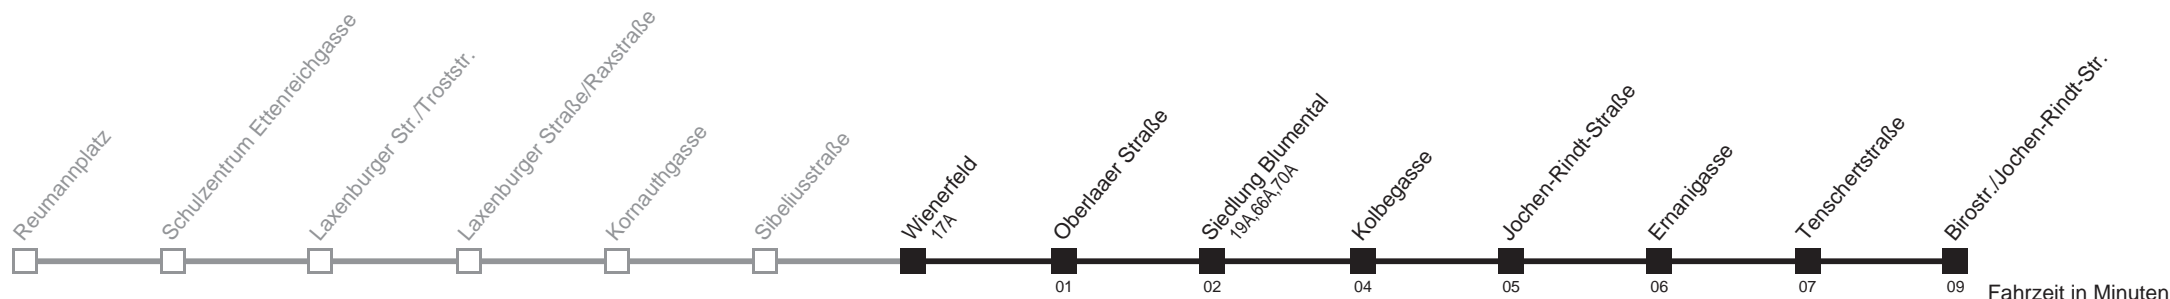 Reumannplatz
Schulzentrum Ettenreichgasse
Laxenburger Str./Troststr.
Laxenburger Straße/Raxstraße
Kornauthgasse
Sibeliusstraße
Wienerfeld
17A
Oberlaaer Straße
Siedlung Blumental
19A,66A,70A
Kolbegasse
Jochen-Rindt-Straße
Ernanigasse
Tenschertstraße
Birostr./Jochen-Rindt-Str.
01
02
04
05
06
07
09
Fahrzeit in Minuten